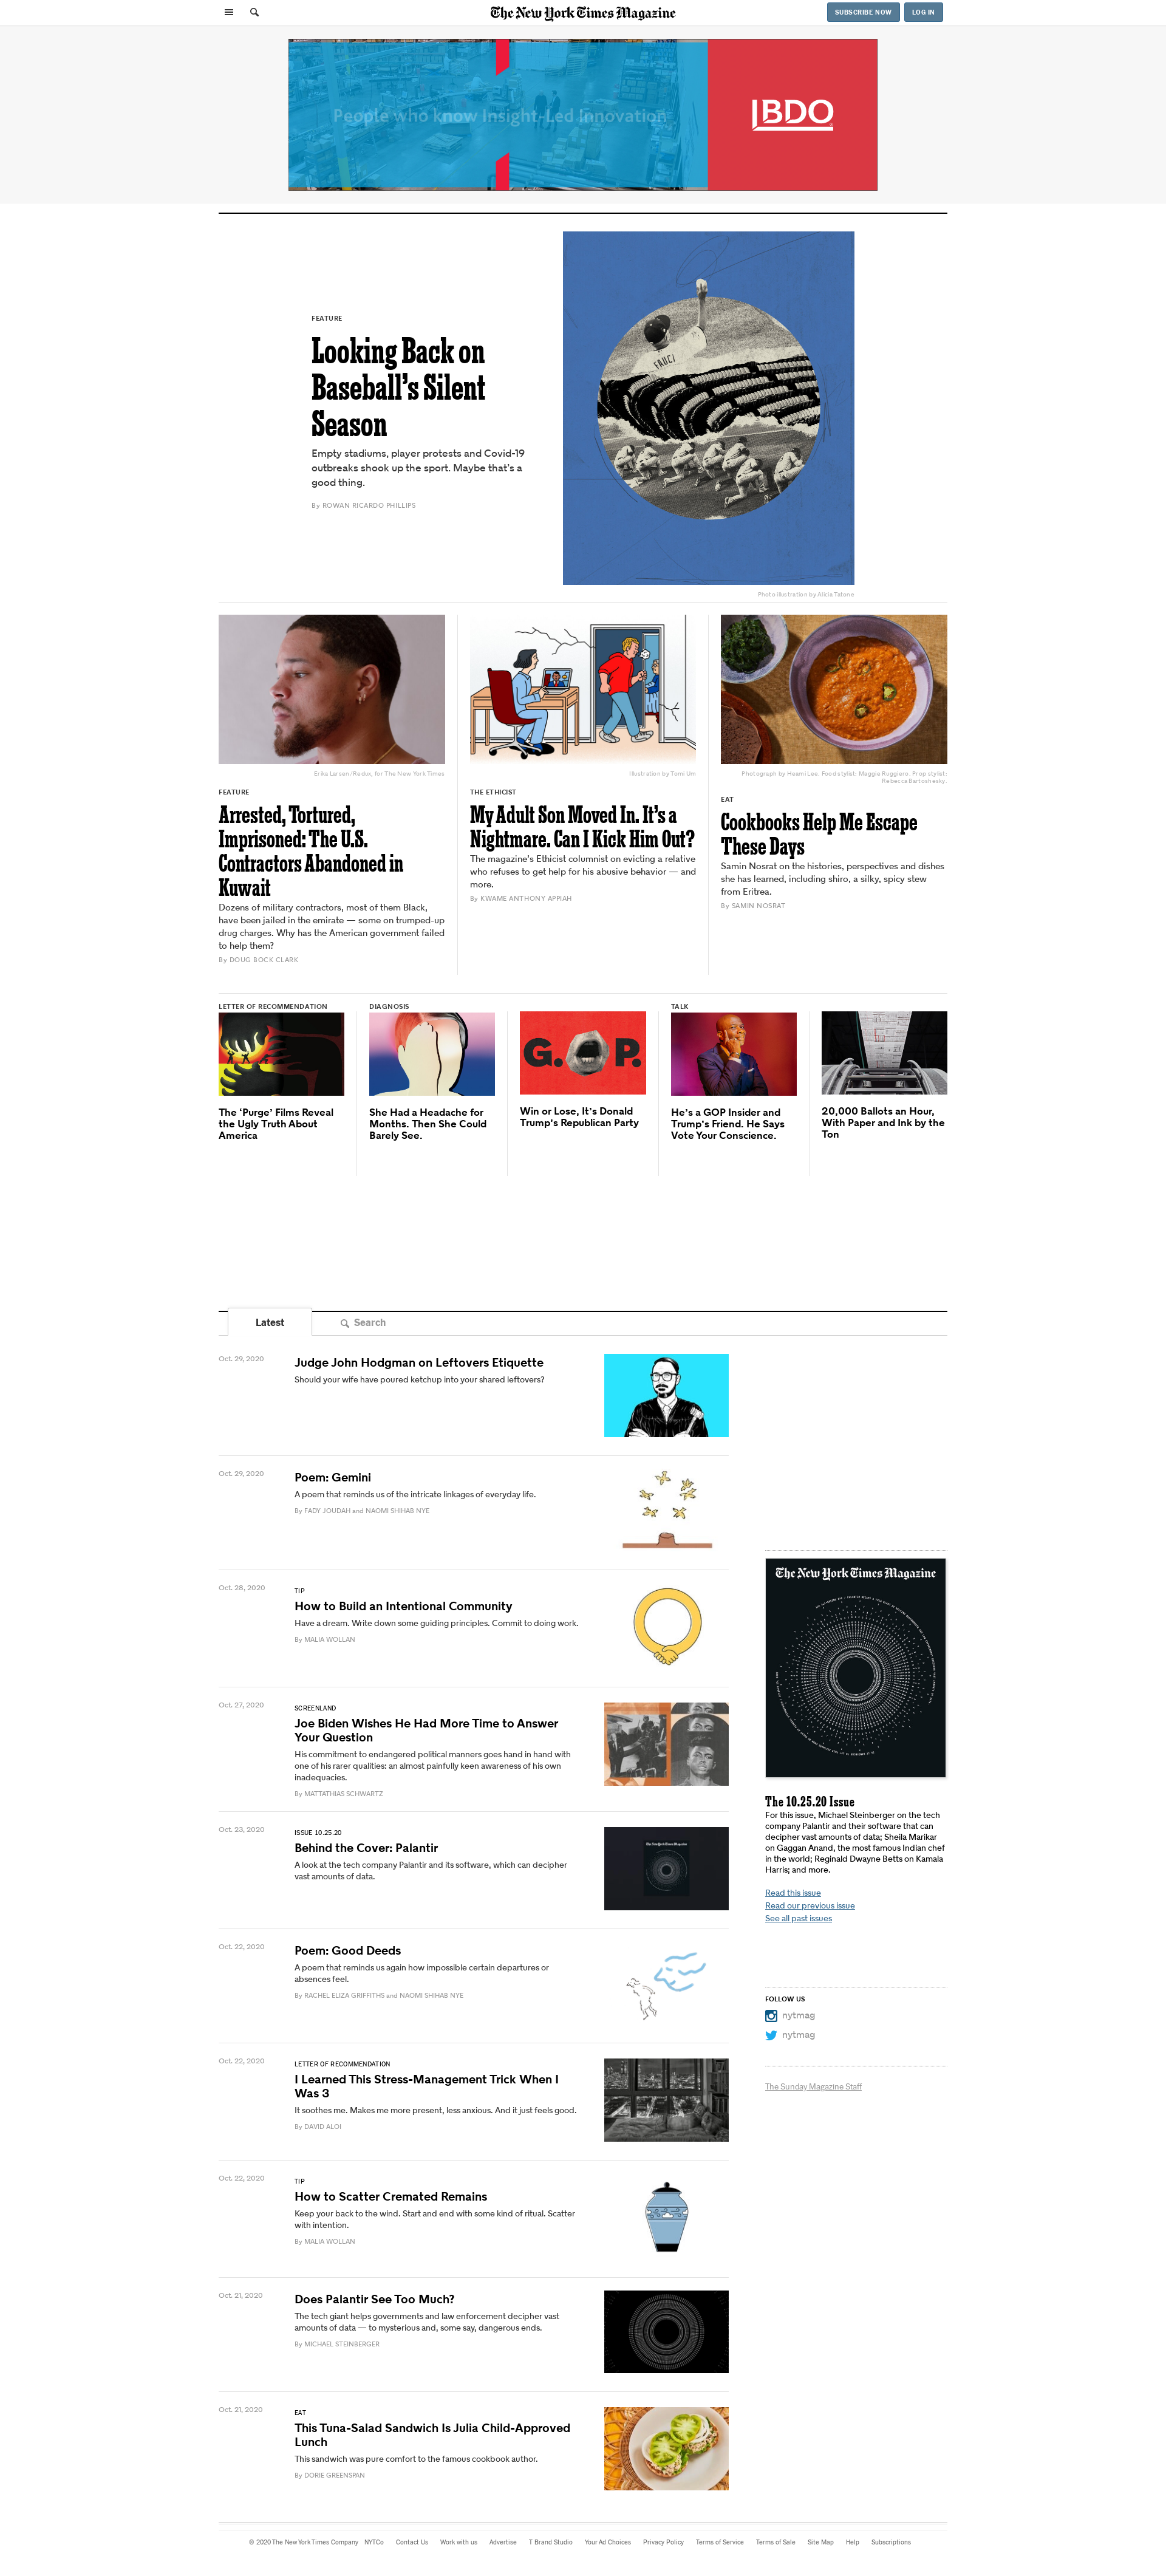 The New York Times Magazine
SUBSCRIBE NOW
LOG IN
People who know Insight-Led Innovation
IBDO
FEATURE
Looking Back on
Baseball's Silent
Season
Empty stadiums, player protests and Covid-19
outbreaks shook up the sport. Maybe that's a
good thing.
By ROWAN RICARDO PHILLIPS
FAUCI
Photo illustration by Alicia Tatone
Erika Larsen/Redux, for The New York Times
FEATURE
Arrested, Tortured,
Imprisoned: The U.S.
Contractors Abandoned in
Kuwait
Dozens of military contractors, most of them Black,
have been jailed in the emirate — some on trumped-up
drug charges. Why has the American government failed
to help them?
By DOUG BOCK CLARK
Illustration by Tomi Um
THE ETHICIST
My Adult Son Moved In. It's a
Nightmare. Can I Kick Him Out?
The magazine's Ethicist columnist on evicting a relative
who refuses to get help for his abusive behavior — and
more.
By KWAME ANTHONY APPIAH
Photograph by Heami Lee. Food stylist: Maggie Ruggiero. Prop stylist:
Rebecca Bartoshesky.
EAT
Cookbooks Help Me Escape
These Days
Samin Nosrat on the histories, perspectives and dishes
she has learned, including shiro, a silky, spicy stew
from Eritrea.
By SAMIN NOSRAT
LETTER OF RECOMMENDATION
The 'Purge' Films Reveal
the Ugly Truth About
America
DIAGNOSIS
She Had a Headache for
Months. Then She Could
Barely See.
G.O.P.
Win or Lose, It's Donald
Trump's Republican Party
TALK
He's a GOP Insider and
Trump's Friend. He Says
Vote Your Conscience.
20,000 Ballots an Hour,
With Paper and Ink by the
Ton
Latest
Search
Oct. 29, 2020
Judge John Hodgman on Leftovers Etiquette
Should your wife have poured ketchup into your shared leftovers?
Oct. 29, 2020
Poem: Gemini
A poem that reminds us of the intricate linkages of everyday life.
By FADY JOUDAH and NAOMI SHIHAB NYE
Oct. 28, 2020
TIP
How to Build an Intentional Community
Have a dream. Write down some guiding principles. Commit to doing work.
By MALIA WOLLAN
Oct. 27, 2020
SCREENLAND
Joe Biden Wishes He Had More Time to Answer
Your Question
His commitment to endangered political manners goes hand in hand with
one of his rarer qualities: an almost painfully keen awareness of his own
inadequacies.
By MATTATHIAS SCHWARTZ
Oct. 23, 2020
ISSUE 10.25.20
Behind the Cover: Palantir
A look at the tech company Palantir and its software, which can decipher
vast amounts of data.
Oct. 22, 2020
Poem: Good Deeds
A poem that reminds us again how impossible certain departures or
absences feel.
By RACHEL ELIZA GRIFFITHS and NAOMI SHIHAB NYE
Oct. 22, 2020
LETTER OF RECOMMENDATION
I Learned This Stress-Management Trick When I
Was 3
It soothes me. Makes me more present, less anxious. And it just feels good.
By DAVID ALOI
Oct. 22, 2020
TIP
How to Scatter Cremated Remains
Keep your back to the wind. Start and end with some kind of ritual. Scatter
with intention.
By MALIA WOLLAN
Oct. 21, 2020
Does Palantir See Too Much?
The tech giant helps governments and law enforcement decipher vast
amounts of data — to mysterious and, some say, dangerous ends.
By MICHAEL STEINBERGER
Oct. 21, 2020
EAT
This Tuna-Salad Sandwich Is Julia Child-Approved
Lunch
This sandwich was pure comfort to the famous cookbook author.
By DORIE GREENSPAN
The New York Times Magazine
The 10.25.20 Issue
For this issue, Michael Steinberger on the tech
company Palantir and their software that can
decipher vast amounts of data; Sheila Marikar
on Gaggan Anand, the most famous Indian chef
in the world; Reginald Dwayne Betts on Kamala
Harris; and more.
Read this issue
Read our previous issue
See all past issues
FOLLOW US
nytmag
nytmag
The Sunday Magazine Staff
© 2020 The New York Times Company NYTCo Contact Us Work with us Advertise T Brand Studio Your Ad Choices Privacy Policy Terms of Service Terms of Sale Site Map Help Subscriptions